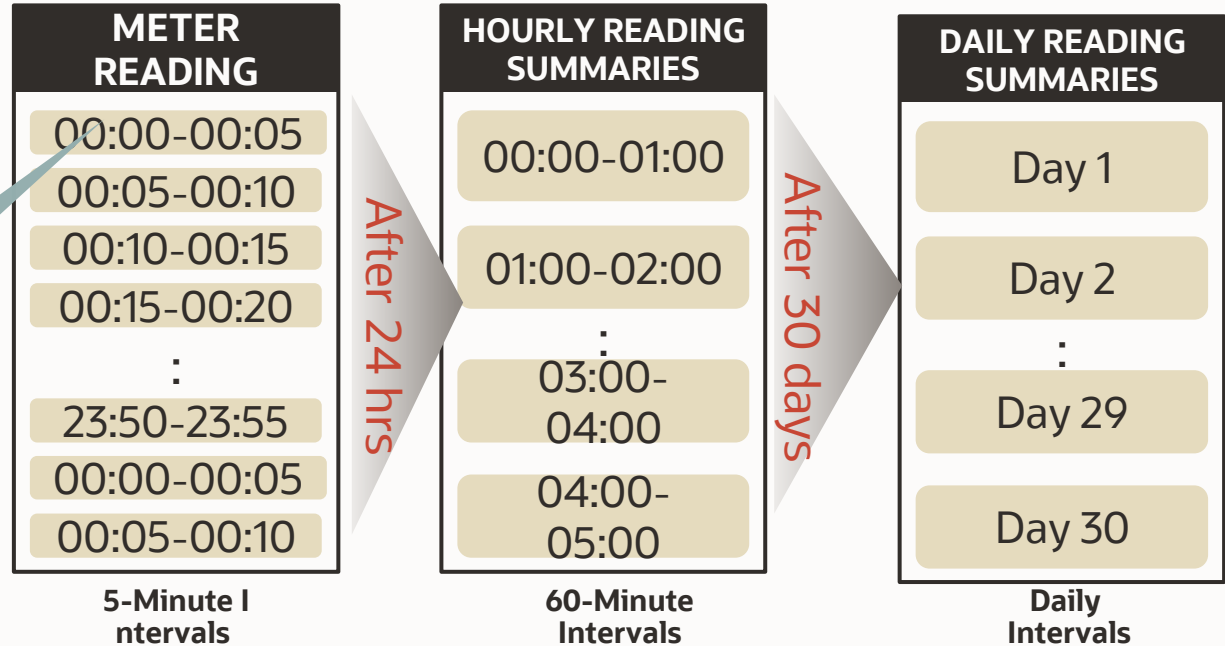 METER
READING
00:00-00:05
00:05-00:10
00:10-00:15
00:15-00:20
:
23:50-23:55
00:00-00:05
00:05-00:10
5-Minute I
ntervals
After 24 hrs
HOURLY READING
SUMMARIES
00:00-01:00
01:00-02:00
:
03:00-
04:00
04:00-
05:00
60-Minute
Intervals
After 30 days
DAILY READING
SUMMARIES
Day 1
Day 2
:
Day 29
Day 30
Daily
Intervals